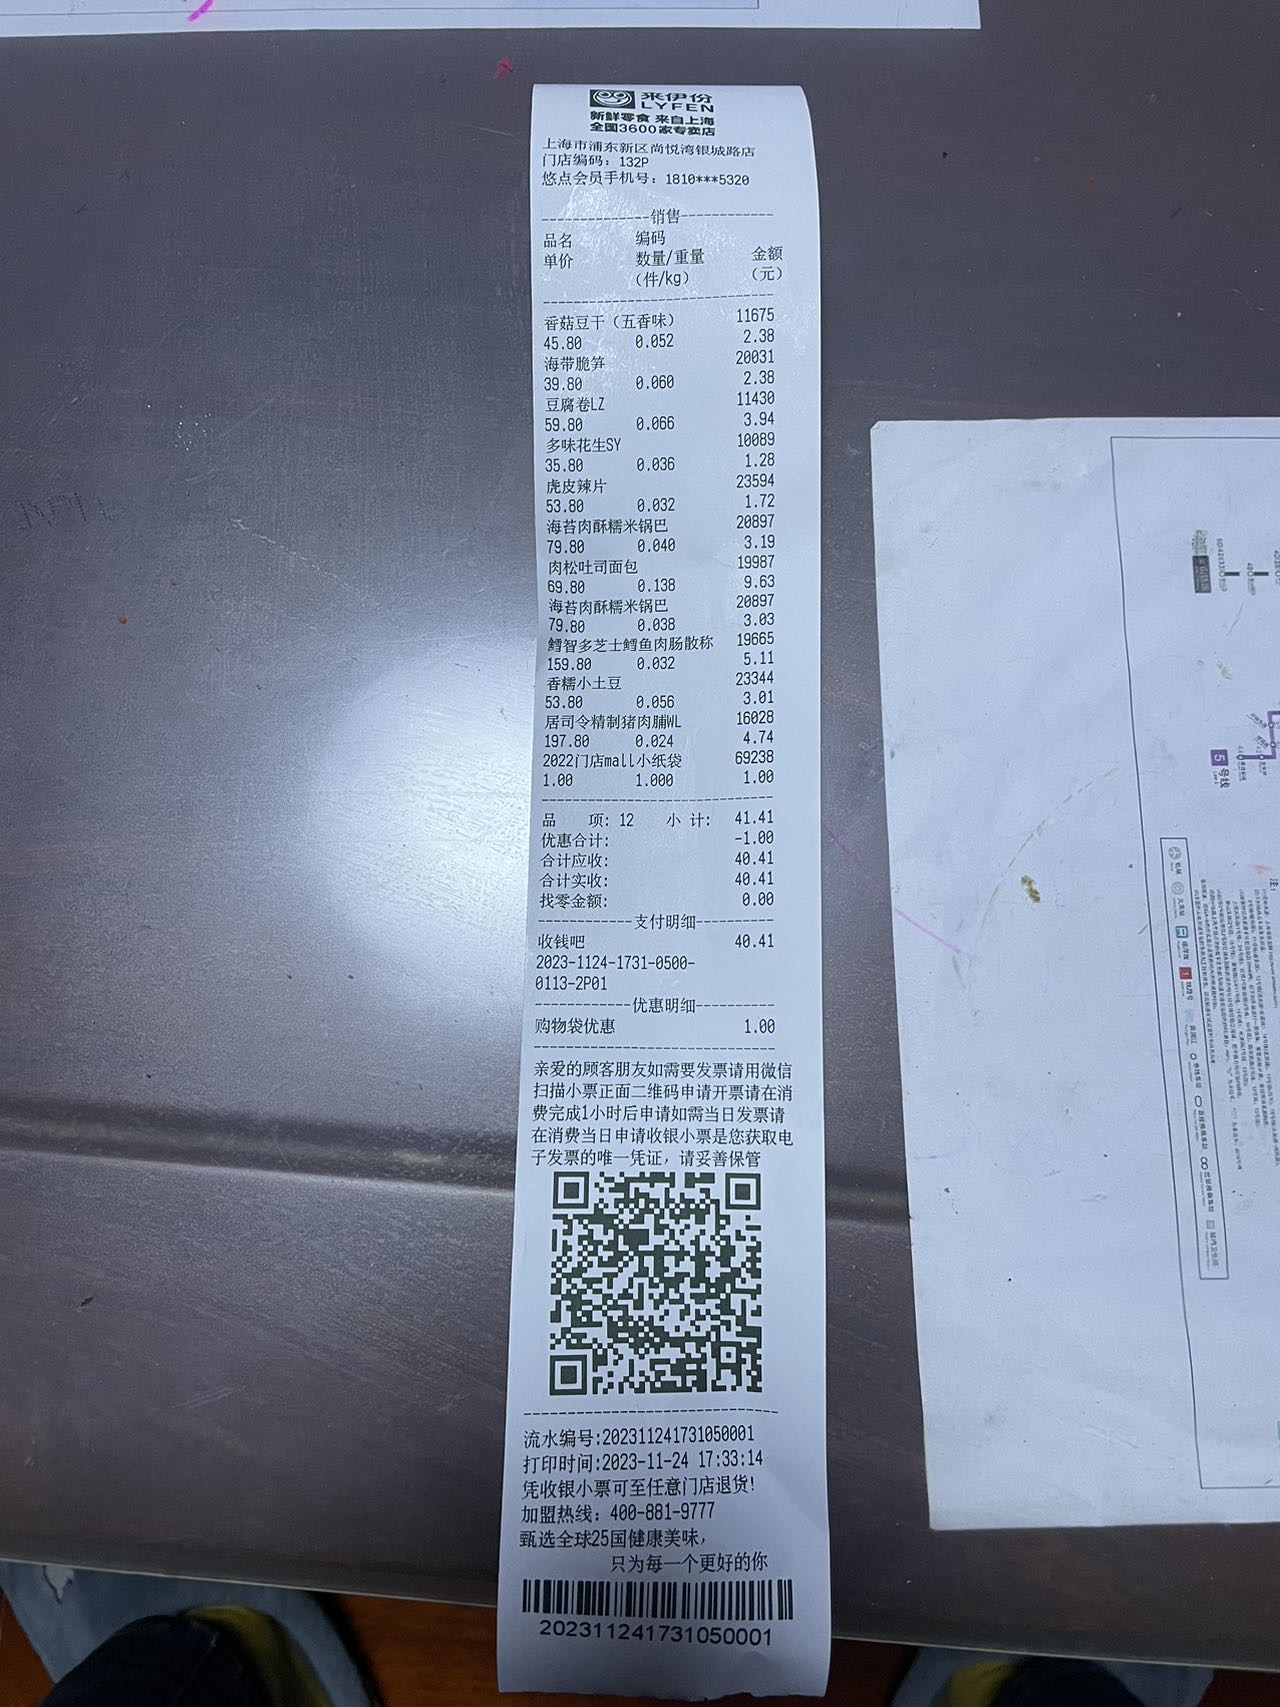 来伊份
LYFEN
新鲜零食 来自上海
全国3600家专卖店
上海市浦东新区尚悦湾银城路店
门店编码：132P
悠点会员手机号：1810***5320
--------------销售------------
品名 编码
单价 数量/重量 金额
（件/kg） （元）
香菇豆干（五香味） 11675
45.80 0.052 2.38
海带脆笋 20031
39.80 0.060 2.38
豆腐卷LZ 11430
59.80 0.066 3.94
多味花生SY 10089
35.80 0.036 1.28
虎皮辣片 23594
53.80 0.032 1.72
海苔肉酥糯米锅巴 20897
79.80 0.040 3.19
肉松吐司面包 19987
69.80 0.138 9.63
海苔肉酥糯米锅巴 20897
79.80 0.038 3.03
鳕智多芝士鳕鱼肉肠散称 19665
159.80 0.032 5.11
香糯小土豆 23344
53.80 0.056 3.01
居司令精制猪肉脯WL 16028
197.80 0.024 4.74
2022门店mall小纸袋 69238
1.00 1.000 1.00
品 项: 12 小 计: 41.41
优惠合计: -1.00
合计应收: 40.41
合计实收: 40.41
找零金额: 0.00
------------支付明细----------
收钱吧 40.41
2023-1124-1731-0500-
0113-2P01
------------优惠明细----------
购物袋优惠 1.00
亲爱的顾客朋友如需要发票请用微信
扫描小票正面二维码申请开票请在消
费完成1小时后申请如需当日发票请
在消费当日申请收银小票是您获取电
子发票的唯一凭证，请妥善保管
流水编号:202311241731050001
打印时间:2023-11-24 17:33:14
凭收银小票可至任意门店退货!
加盟热线：400-881-9777
甄选全球25国健康美味，
只为每一个更好的你
202311241731050001
5 号线